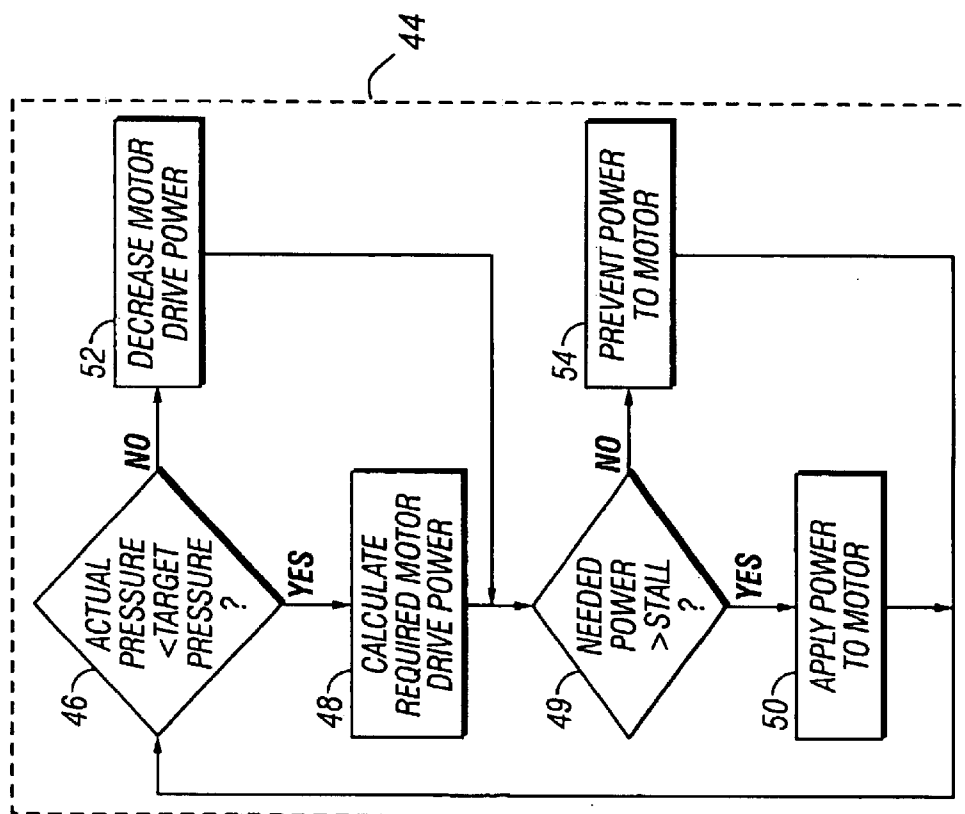 44
46
ACTUAL
PRESSURE
<TARGET
PRESSURE
?
NO
52
DECREASE MOTOR
DRIVE POWER
YES
48
CALCULATE
REQUIRED MOTOR
DRIVE POWER
49
NEEDED
POWER
>STALL
?
NO
54
PREVENT POWER
TO MOTOR
YES
50
APPLY POWER
TO MOTOR